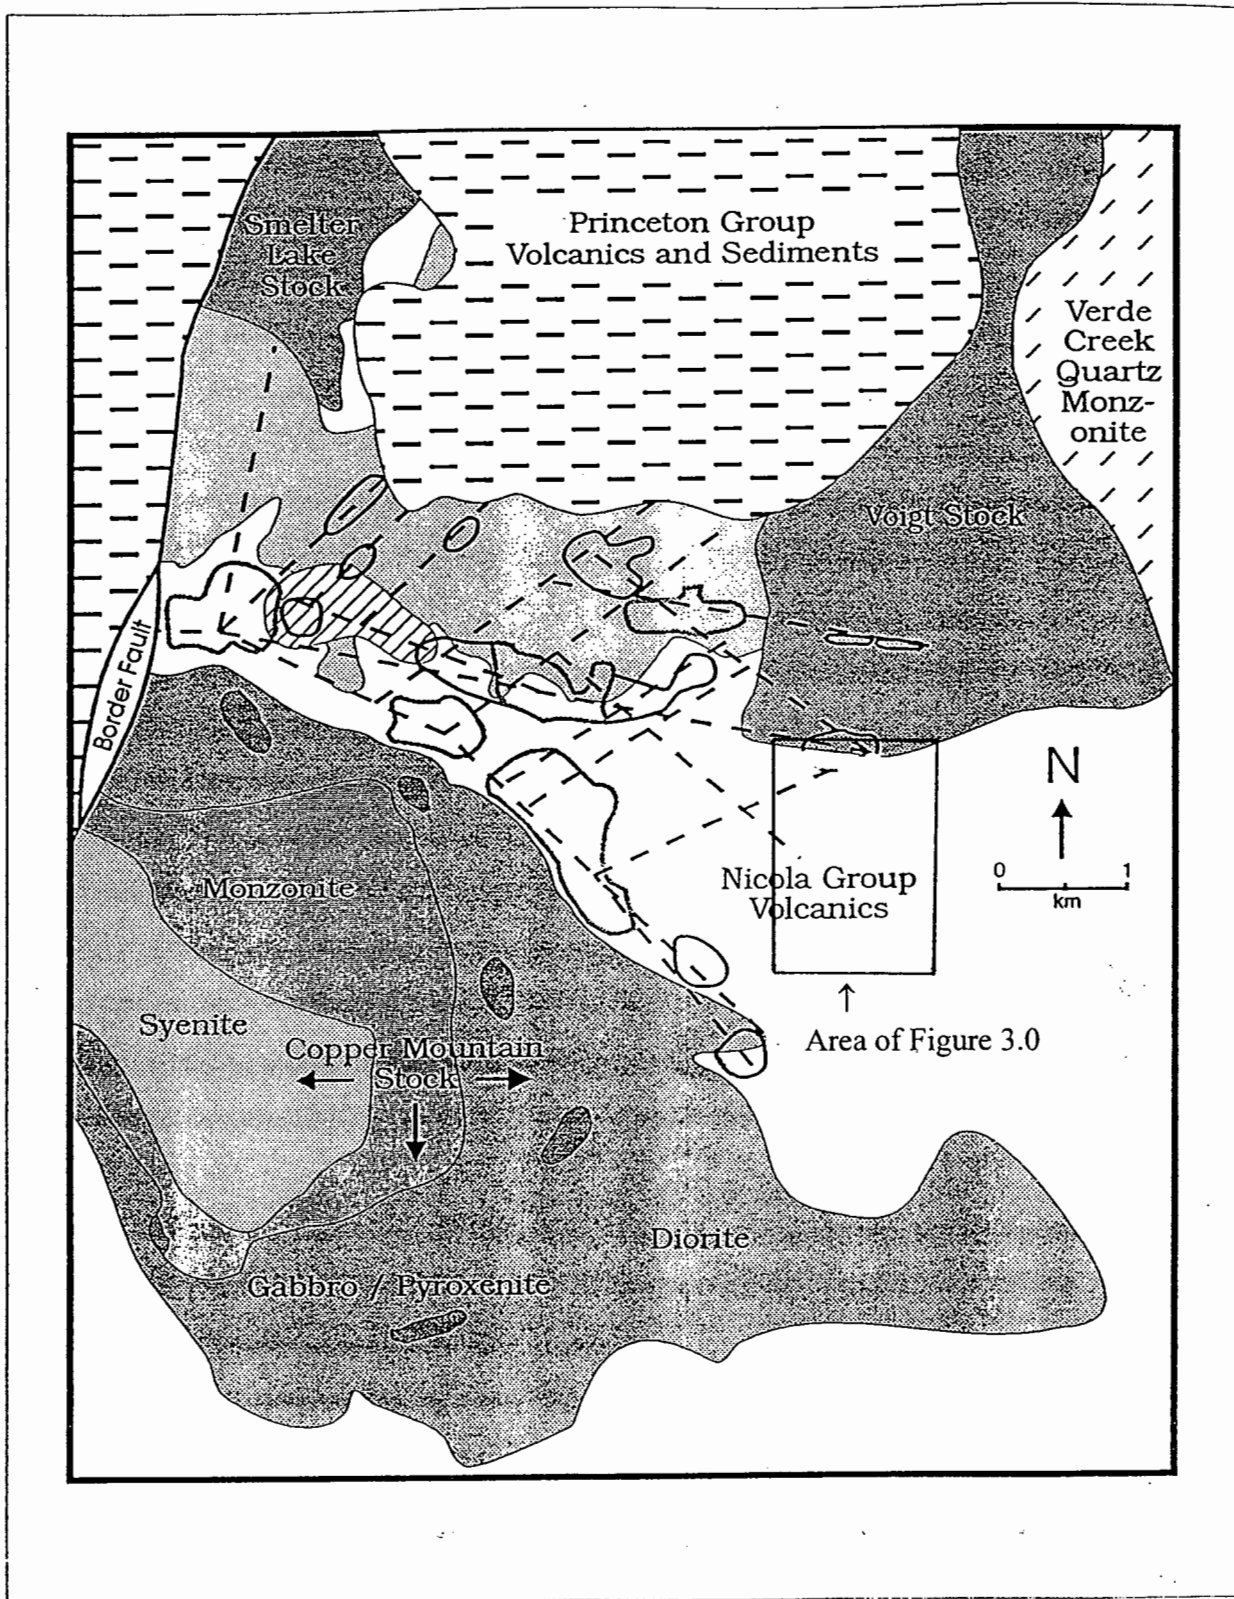 Smelter
Lake
Stock
Princeton Group
Volcanics and Sediments
Verde
Creek
Quartz
Monz-
onite
Voigt Stock
Border Fault
N
0 1
km
Monzonite
Nicola Group
Volcanics
Syenite
Copper Mountain
Stock
Area of Figure 3.0
Diorite
Gabbro / Pyroxenite